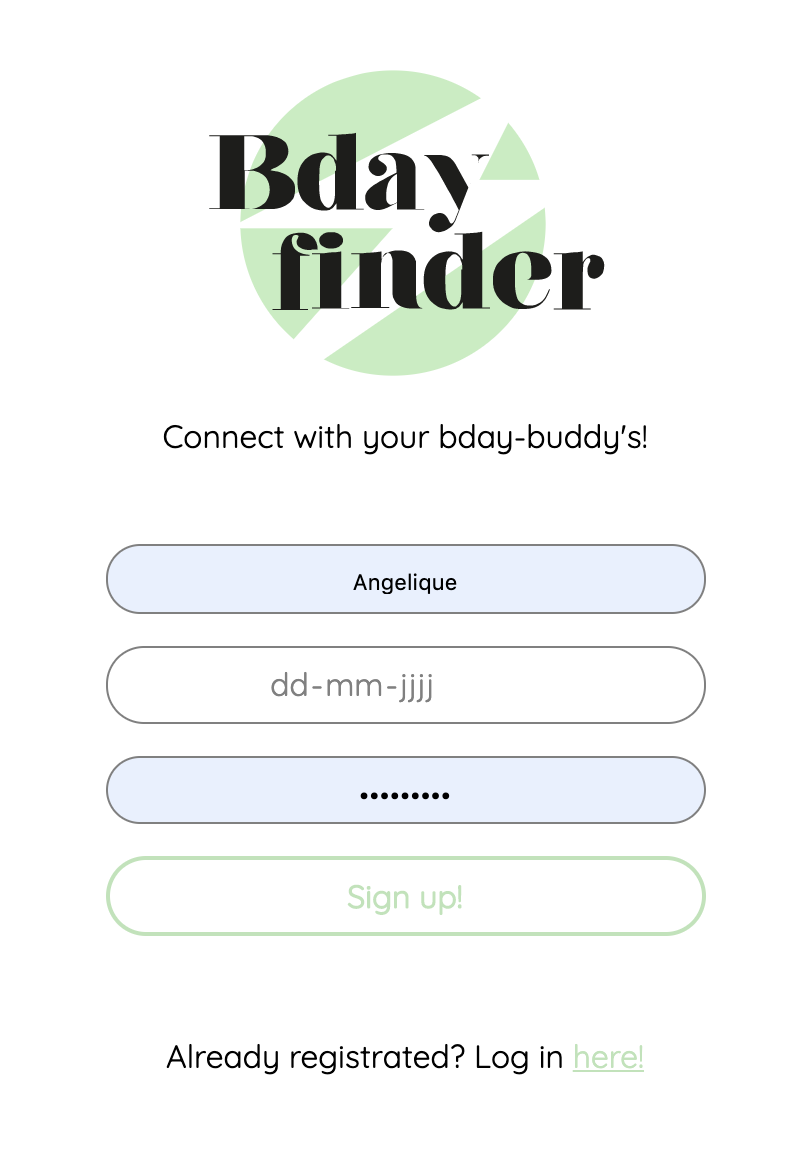 Bday
finder
Connect with your bday-buddy's!
Angelique
dd-mm-jjjj
•••••••••
Sign up!
Already registrated? Log in here!